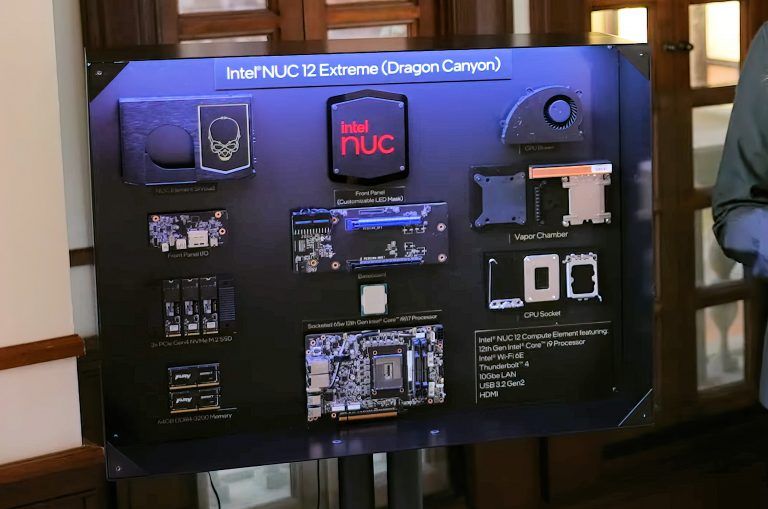 Intel® NUC 12 Extreme (Dragon Canyon)
NUC Element Shroud
intel
nuc
Front Panel
(Customizable LED Mask)
CPU Blower
Front Panel I/O
Vapor Chamber
Baseboard
3x PCIe Gen4 NVMe M.2 SSD
Socketed 65w 12th Gen Intel® Core™ i9/i7 Processor
CPU Socket
FURY
FURY
64GB DDR4-3200 Memory
Intel® NUC 12 Compute Element featuring:
12th Gen Intel® Core™ i9 Processor
Intel® Wi-Fi 6E
Thunderbolt™ 4
10Gbe LAN
USB 3.2 Gen2
HDMI